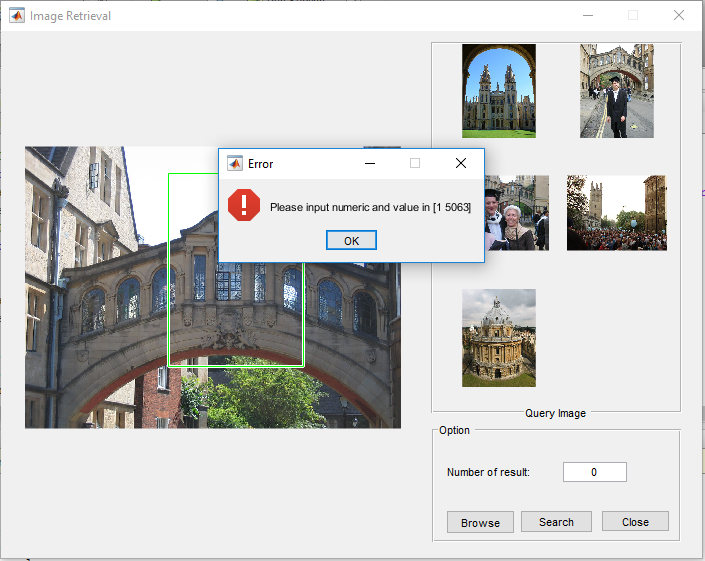 Image Retrieval
Error
Please input numeric and value in [1 5063]
OK
Query Image
Option
Number of result:
0
Browse
Search
Close